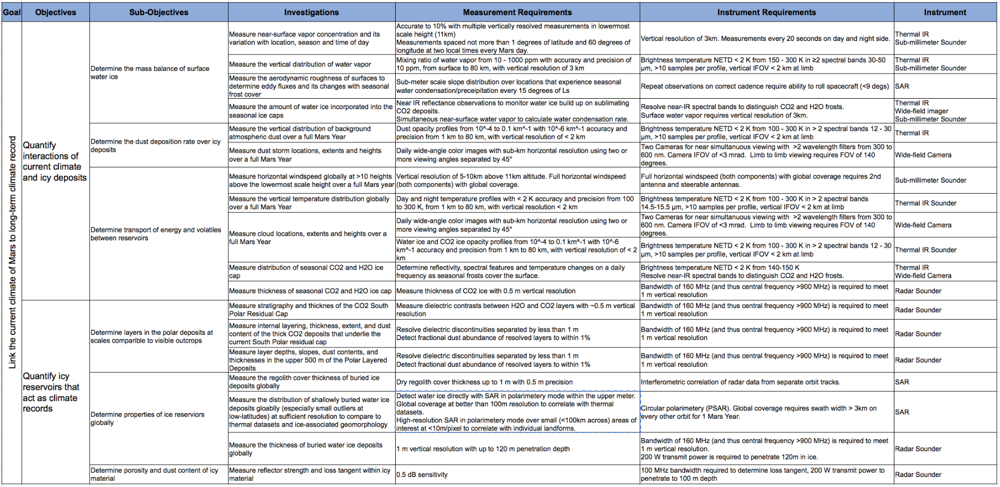 Goal
Objectives
Sub-Objectives
Investigations
Measurement Requirements
Instrument Requirements
Instrument
Link the current climate of Mars to long-term climate record
Quantify
interactions of
current climate
and icy deposits
Determine the mass balance of surface
water ice
Measure near-surface vapor concentration and its
variation with location, season and time of day
Accurate to 10% with multiple vertically resolved measurements in lowermost
scale height (11km)
Measurements spaced not more than 1 degrees of latitude and 60 degrees of
longitude at two local times every Mars day.
Vertical resolution of 3km. Measurements every 20 seconds on day and night side.
Thermal IR
Sub-millimeter Sounder
Measure the vertical distribution of water vapor
Mixing ratio of water vapor from 10 - 1000 ppm with accuracy and precision of
10 ppm, from surface to 80 km, with vertical resolution of 3 km
Brightness temperature NETD < 2 K from 150 - 300 K in ≥2 spectral bands 30-50
µm, >10 samples per profile, vertical IFOV < 2 km at limb
Thermal IR
Sub-millimeter Sounder
Measure the aerodynamic roughness of surfaces to
determine eddy fluxes and its changes with seasonal
frost cover
Sub-meter scale slope distribution over locations that experience seasonal
water condensation/preceipitation every 15 degrees of Ls
Repeat observations on correct cadence require ability to roll spacecraft (<9 degs)
SAR
Measure the amount of water ice incorporated into the
seasonal ice caps
Near IR reflectance observations to monitor water ice build up on sublimating
CO2 deposits.
Simultaneous near-surface water vapor to calculate water condensation rate.
Resolve near-IR spectral bands to distinguish CO2 and H2O frosts.
Surface water vapor requires vertical resolution of 3km.
Thermal IR
Wide-field imager
Sub-millimeter Sounder
Determine the dust deposition rate over icy
deposits
Measure the vertical distribution of background
atmospheric dust over a full Mars Year
Dust opacity profiles from 10^-4 to 0.1 km^-1 with 10^-6 km^-1 accuracy and
precision from 1 km to 80 km, with vertical resolution of < 2 km
Brightness temperature NETD < 2 K from 100 - 300 K in > 2 spectral bands 12 - 30
µm, >10 samples per profile, vertical IFOV < 2 km at limb
Thermal IR
Measure dust storm locations, extents and heights
over a full Mars Year
Daily wide-angle color images with sub-km horizontal resolution using two or
more viewing angles separated by 45°
Two Cameras for near simultaneous viewing with >2 wavelength filters from 300 to
600 nm. Camera IFOV of <3 mrad. Limb to limb viewing requires FOV of 140
degrees.
Wide-field Camera
Determine transport of energy and volatiles
between reservoirs
Measure horizontal windspeed globally at >10 heights
above the lowermost scale height over a full Mars year
Vertical resolution of 5-10km above 11km altitude. Full horizontal windspeed
(both components) with global coverage.
Full horizontal windspeed (both components) with global coverage requires 2nd
antenna and steerable antennas.
Sub-millimeter Sounder
Measure the vertical temperature distribution globally
over a full Mars Year
Day and night temperature profiles with < 2 K accuracy and precision from 100
to 300 K, from 1 km to 80 km, with vertical resolution < 2 km
Brightness temperature NETD < 2 K from 100 - 300 K in > 2 spectral bands
14.5-15.5 µm, >10 samples per profile, vertical IFOV < 2 km at limb
Thermal IR Sounder
Measure cloud locations, extents and heights over a
full Mars Year
Daily wide-angle color images with sub-km horizontal resolution using two or
more viewing angles separated by 45°
Two Cameras for near simultaneous viewing with >2 wavelength filters from 300 to
600 nm. Camera IFOV of <3 mrad. Limb to limb viewing requires FOV of 140
degrees.
Wide-field Camera
Water ice and CO2 ice opacity profiles from 10^-4 to 0.1 km^-1 with 10^-6
km^-1 accuracy and precision from 1 km to 80 km, with vertical resolution of < 2
km
Brightness temperature NETD < 2 K from 100 - 300 K in > 2 spectral bands 12 - 30
µm, >10 samples per profile, vertical IFOV < 2 km at limb
Thermal IR Sounder
Measure distribution of seasonal CO2 and H2O ice
cap
Determine reflectivity, spectral features and temperature changes on a daily
frequency as seasonal frosts cover the surface.
Brightness temperature NETD < 2 K from 140-150 K
Resolve near-IR spectral bands to distinguish CO2 and H2O frosts.
Thermal IR
Wide-field Camera
Measure thickness of seasonal CO2 and H2O ice cap
Measure thickness of CO2 ice with 0.5 m vertical resolution
Bandwidth of 160 MHz (and thus central frequency >900 MHz) is required to meet
1 m vertical resolution
Radar Sounder
Quantify icy
reservoirs that
act as climate
records
Determine layers in the polar deposits at
scales comparible to visible outcrops
Measure stratigraphy and thicknes of the CO2 South
Polar Residual Cap
Measure dielectric contrasts between H2O and CO2 layers with ~0.5 m vertical
resolution
Bandwidth of 160 MHz (and thus central frequency >900 MHz) is required to meet
1 m vertical resolution
Radar Sounder
Measure internal layering, thickness, extent, and dust
content of the thick CO2 deposits that underlie the
current South Polar residual cap
Resolve dielectric discontinuities separated by less than 1 m
Detect fractional dust abundance of resolved layers to within 1%
Bandwidth of 160 MHz (and thus central frequency >900 MHz) is required to meet
1 m vertical resolution
Radar Sounder
Measure layer depths, slopes, dust contents, and
thicknesses in the upper 500 m of the Polar Layered
Deposits
Resolve dielectric discontinuities separated by less than 1 m
Detect fractional dust abundance of resolved layers to within 1%
Bandwidth of 160 MHz (and thus central frequency >900 MHz) is required to meet
1 m vertical resolution
Radar Sounder
Determine properties of ice reserviors
globally
Measure the regolith cover thickness of buried ice
deposits globally
Dry regolith cover thickness up to 1 m with 0.5 m precision
Interferometric correlation of radar data from separate orbit tracks.
SAR
Measure the distribution of shallowly buried water ice
deposits gloablly (especially small outliers at
low-latitudes) at sufficient resolution to compare to
thermal datasets and ice-associated geomorphology
Detect water ice directly with SAR in polarimetery mode within the upper meter.
Global coverage at better than 100m resolution to correlate with thermal
datasets.
High-resolution SAR in polarimetery mode over small (<100km across) areas of
interest at <10m/pixel to correlate with individual landforms.
Circular polarimetery (PSAR). Global coverage requires swath width > 3km on
every other orbit for 1 Mars Year.
SAR
Measure the thickness of buried water ice deposits
globally
1 m vertical resolution with up to 120 m penetration depth
Bandwidth of 160 MHz (and thus central frequency >900 MHz) is required to meet
1 m vertical resolution.
200 W transmit power is required to penetrate 120m in ice.
Radar Sounder
Determine porosity and dust content of icy
material
Measure reflector strength and loss tangent within icy
material
0.5 dB sensitivity
100 MHz bandwidth required to determine loss tangent, 200 W transmit power to
penetrate to 100 m depth
Radar Sounder